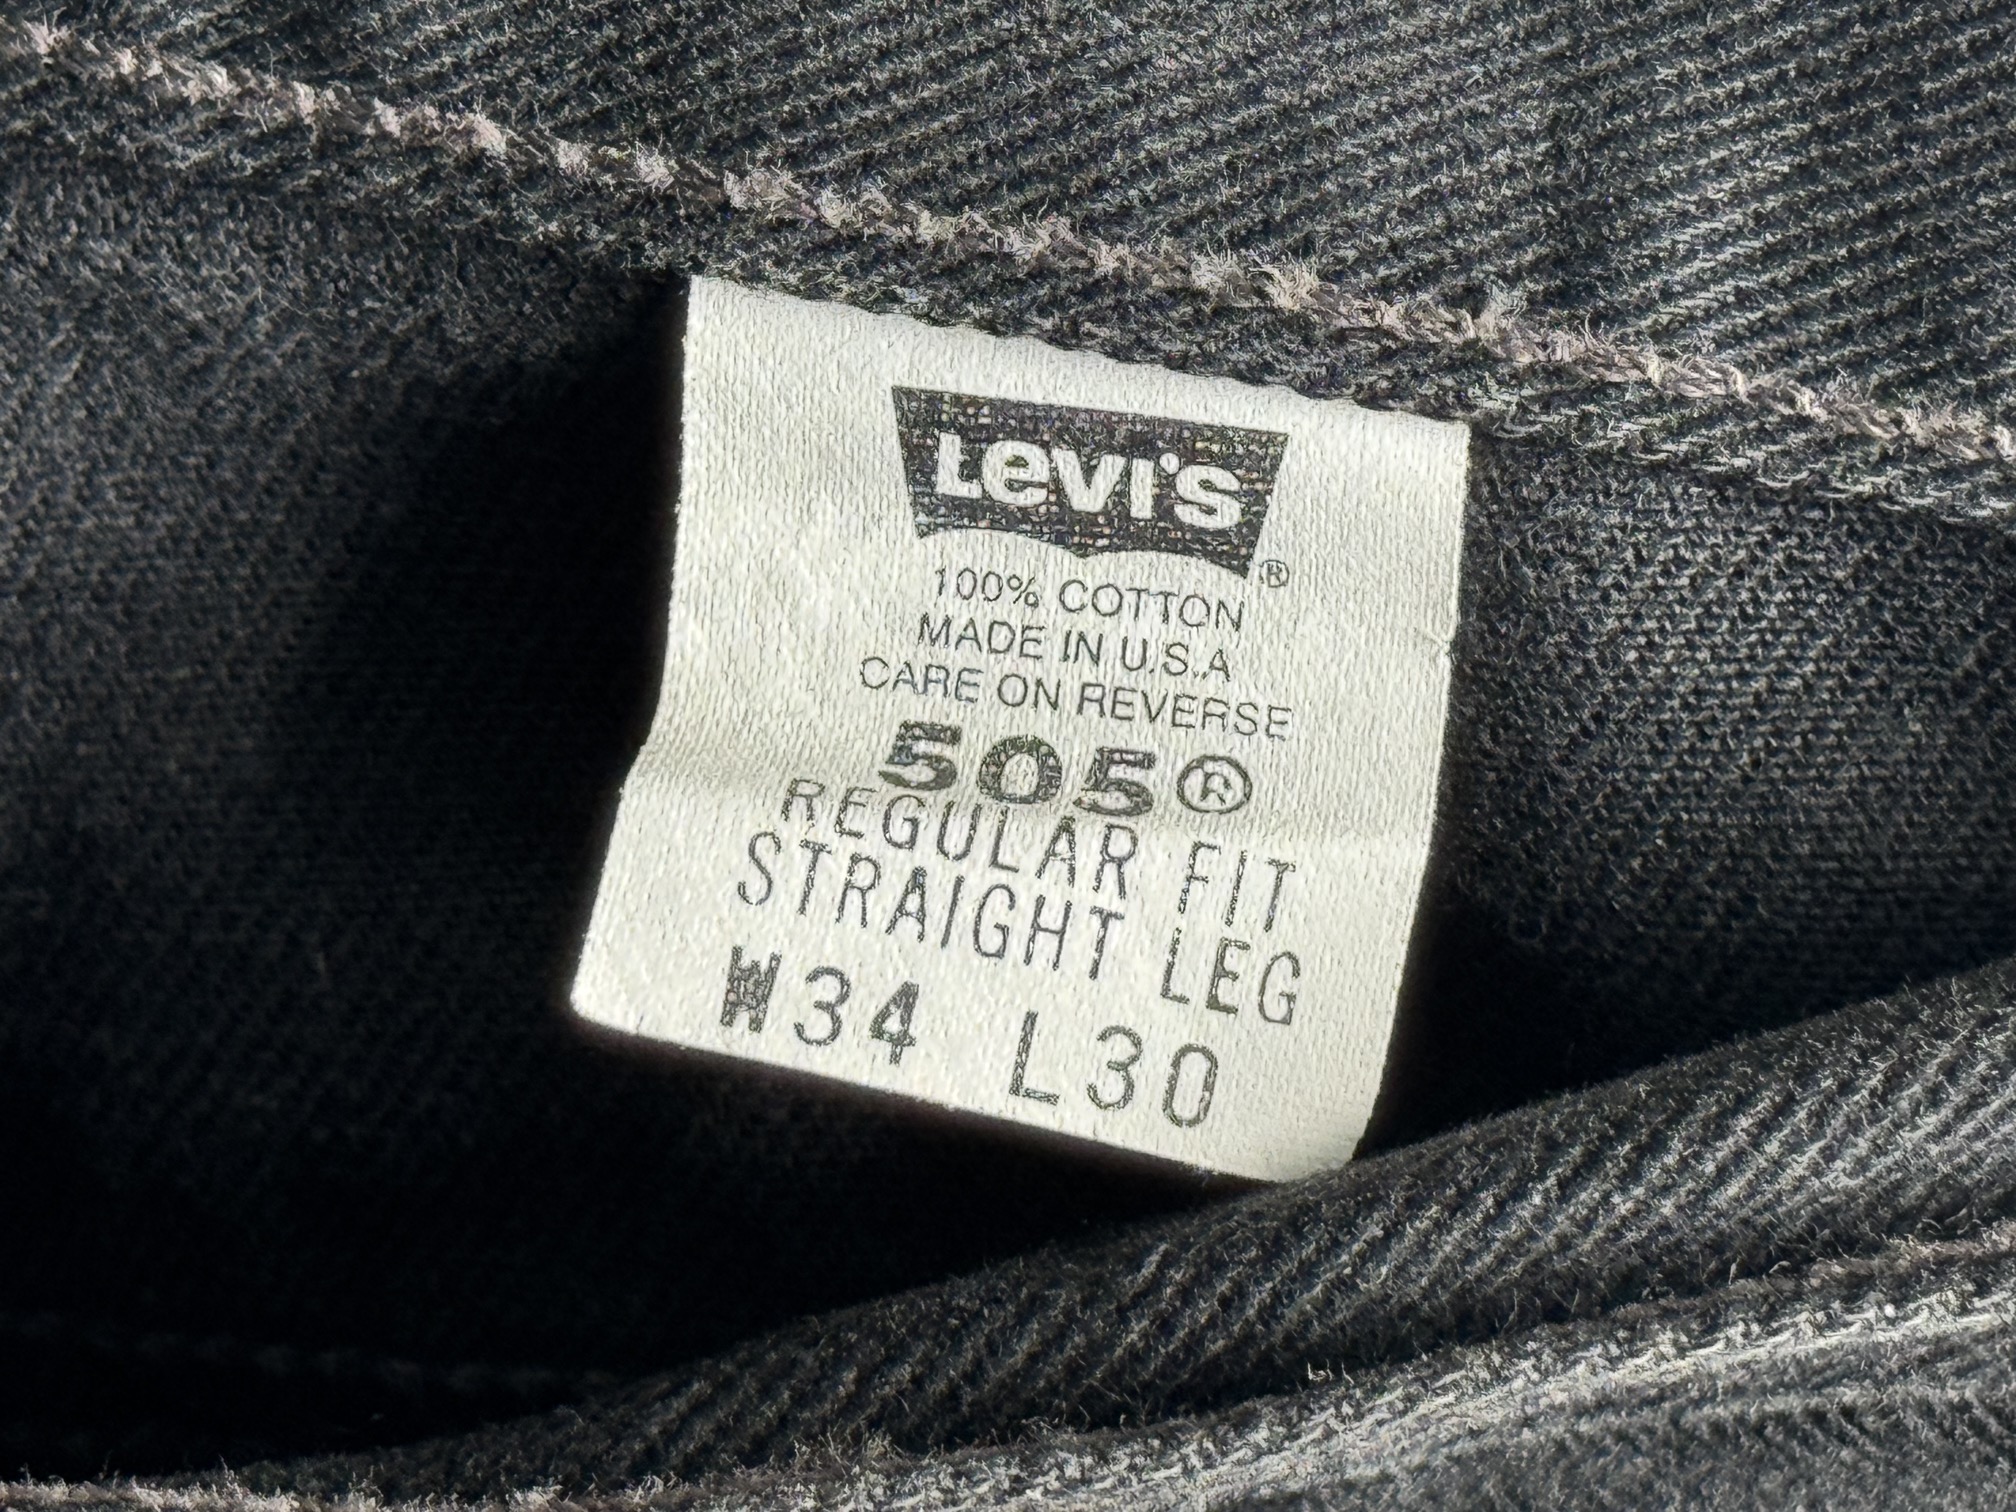 Levi's ®
100% COTTON
MADE IN U.S.A
CARE ON REVERSE
505®
REGULAR FIT
STRAIGHT LEG
W34 L30